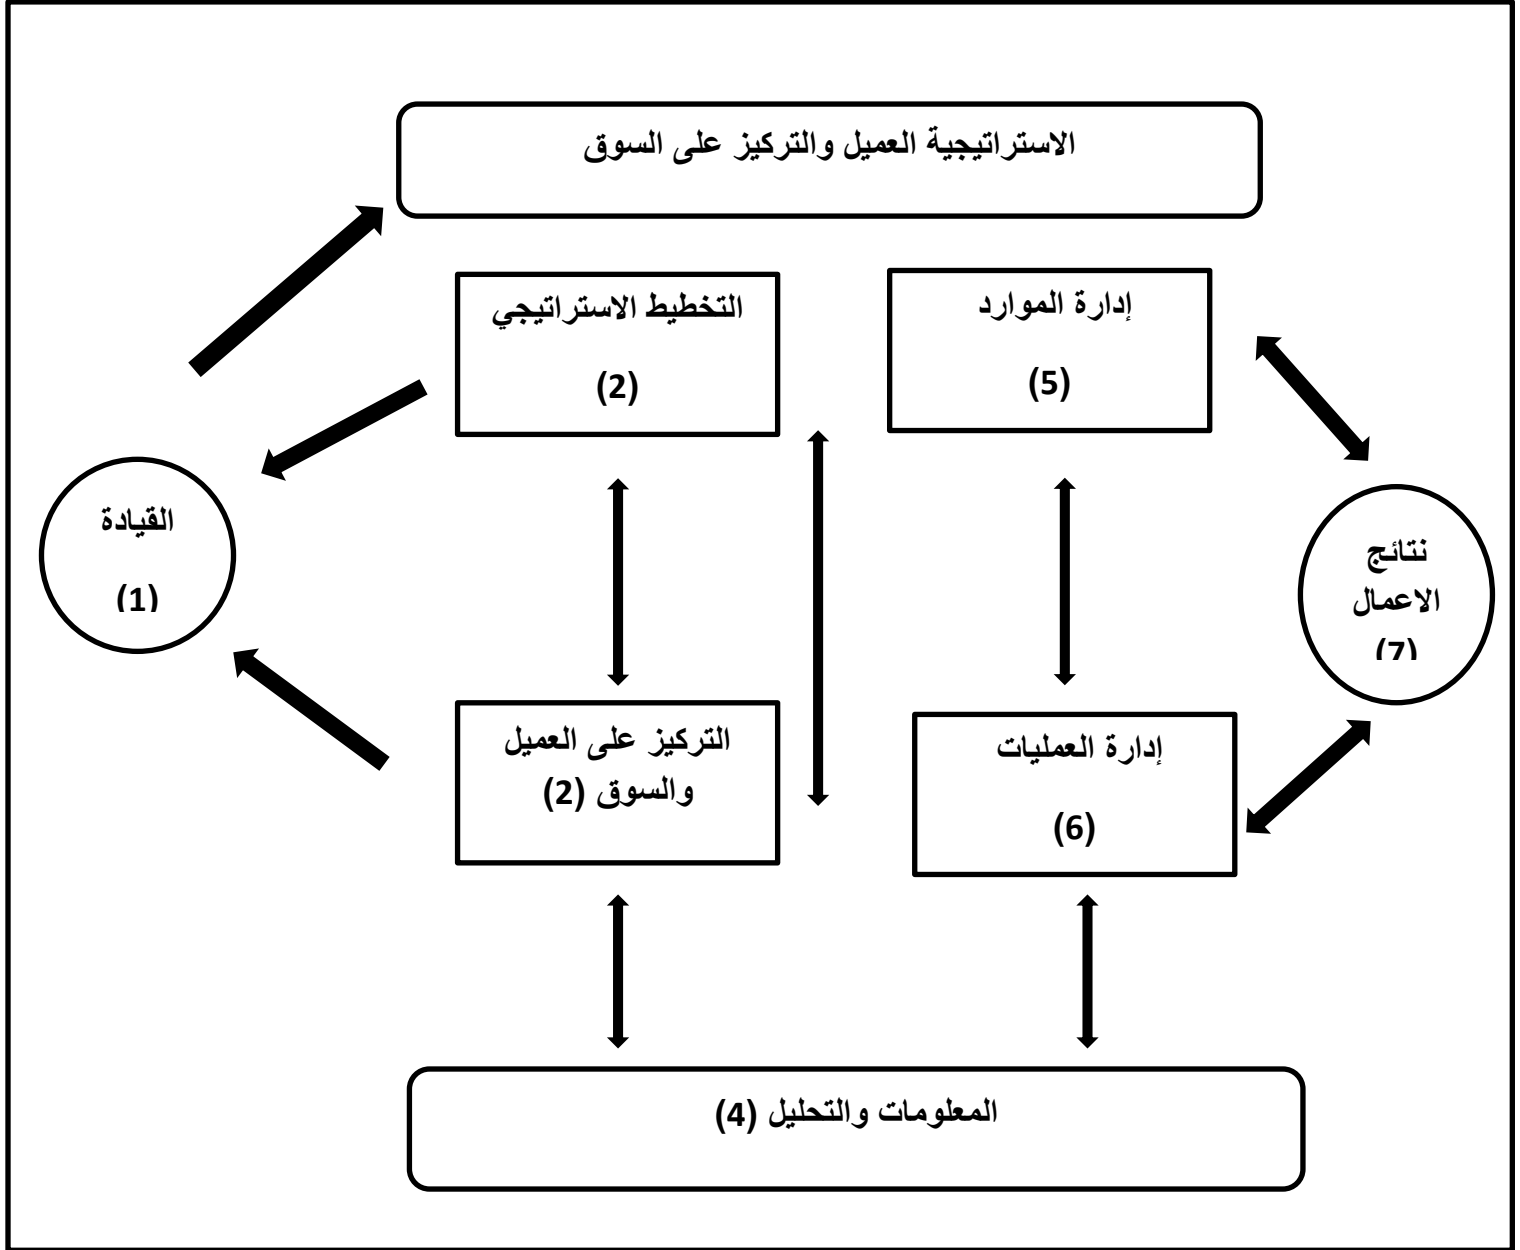 الاستراتيجية العميل والتركيز على السوق
إدارة الموارد
(5)
التخطيط الاستراتيجي
(2)
القيادة
(1)
نتائج
الاعمال
(7)
إدارة العمليات
(6)
التركيز على العميل
والسوق (2)
المعلومات والتحليل (4)